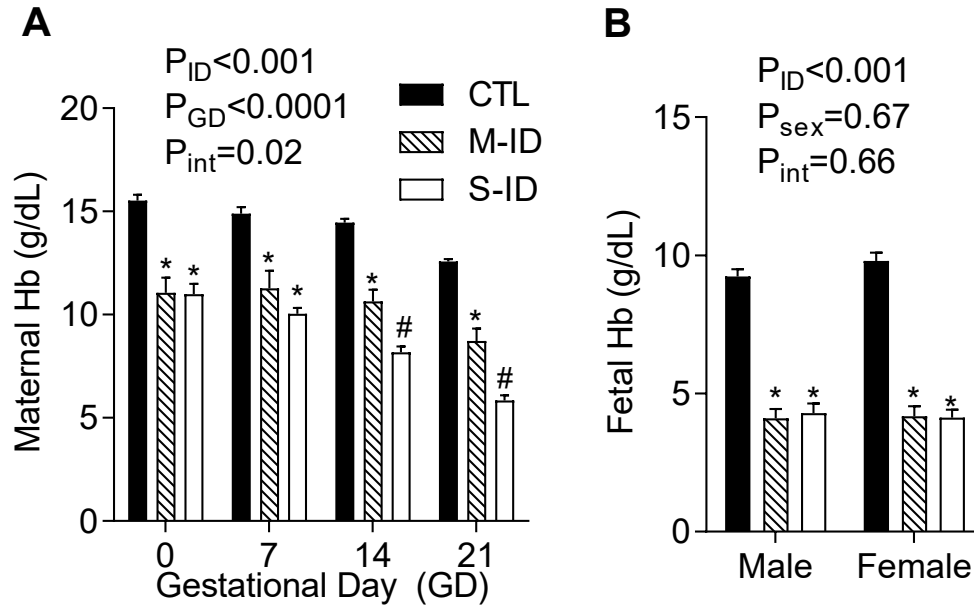 A
P_ID<0.001
P_GD<0.0001
P_int=0.02
CTL
M-ID
S-ID
Maternal Hb (g/dL)
20
15
10
5
0
* *
* *
* #
* #
0 7 14 21
Gestational Day (GD)
B
P_ID<0.001
P_sex=0.67
P_int=0.66
Fetal Hb (g/dL)
15
10
5
0
* *
* *
Male Female